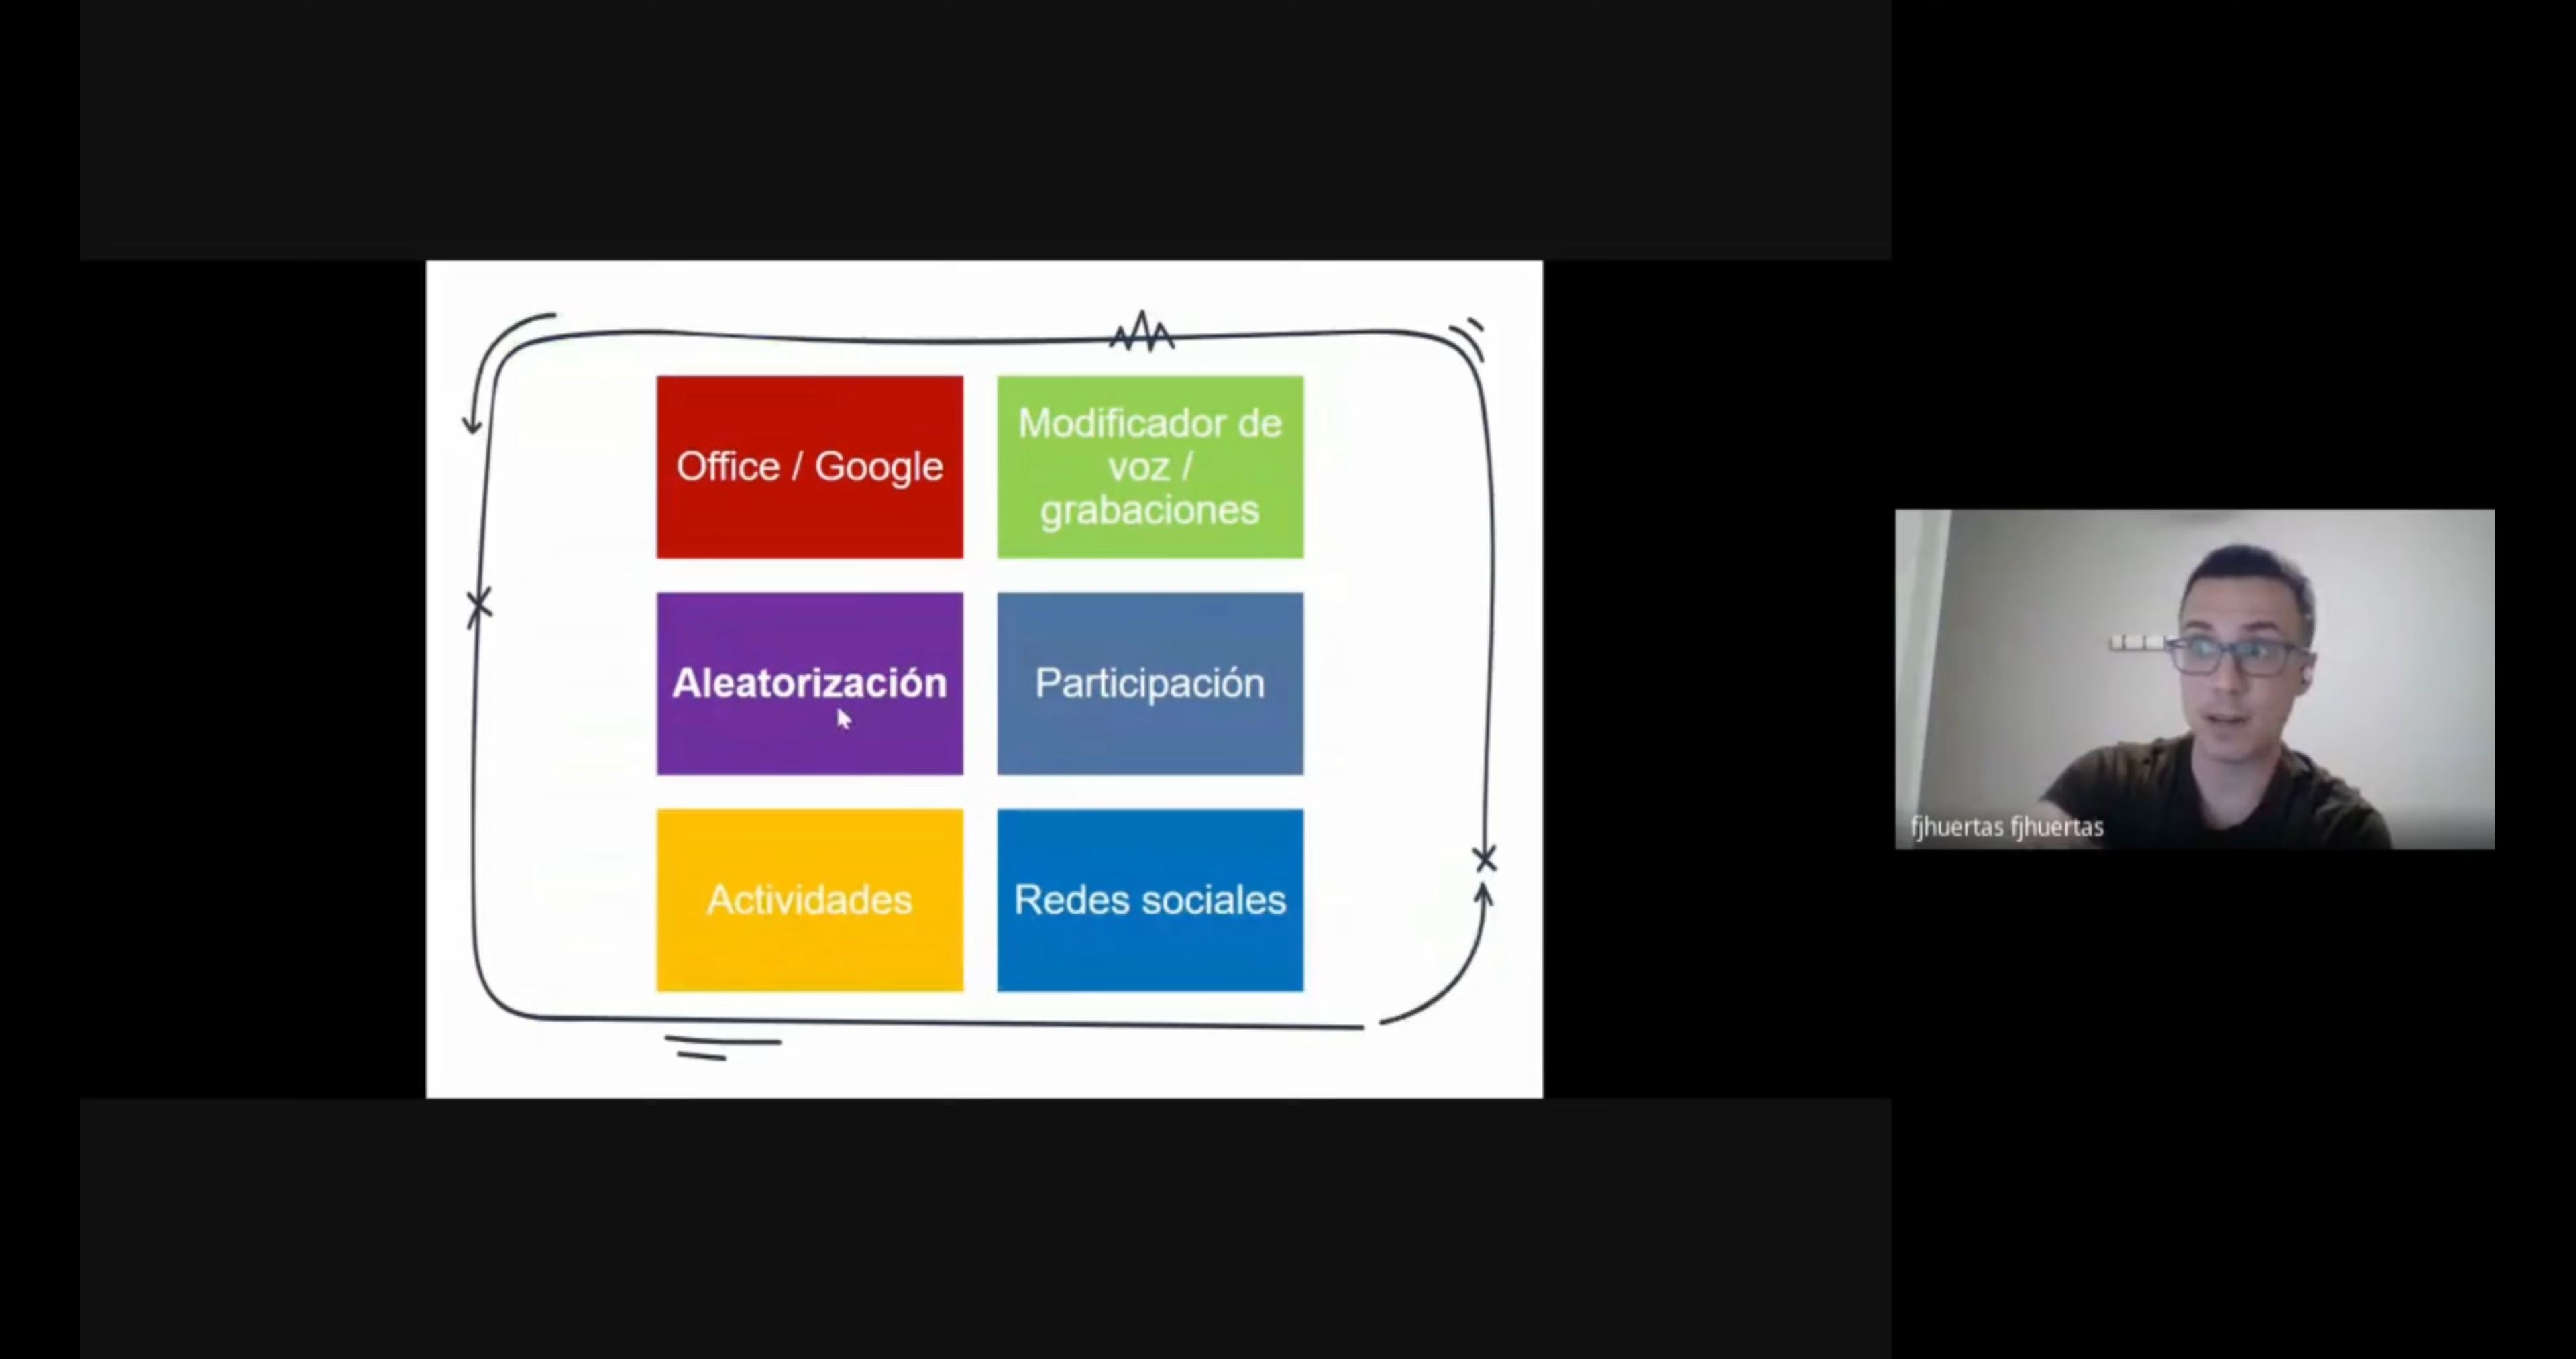 Office / Google
Modificador de
voz /
grabaciones
Aleatorización
Participación
Actividades
Redes sociales
fjhuertas fjhuertas